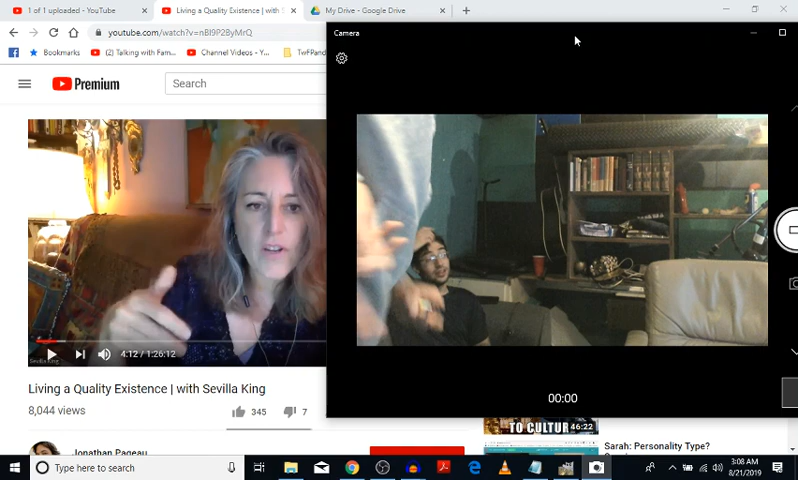 1 of 1 uploaded - YouTube
Living a Quality Existence | with S
My Drive - Google Drive
youtube.com/watch?v=nBI9P2ByMrQ
Bookmarks
(2) Talking with Fam...
Channel Videos - Y...
TwFPand
Camera
Premium
Search
Sevilla King
4:12 / 1:26:12
00:00
Living a Quality Existence | with Sevilla King
8,044 views
345
7
TO CULTUR
46:22
Jonathan Pageau
Sarah: Personality Type?
Type here to search
3:08 AM
8/21/2019